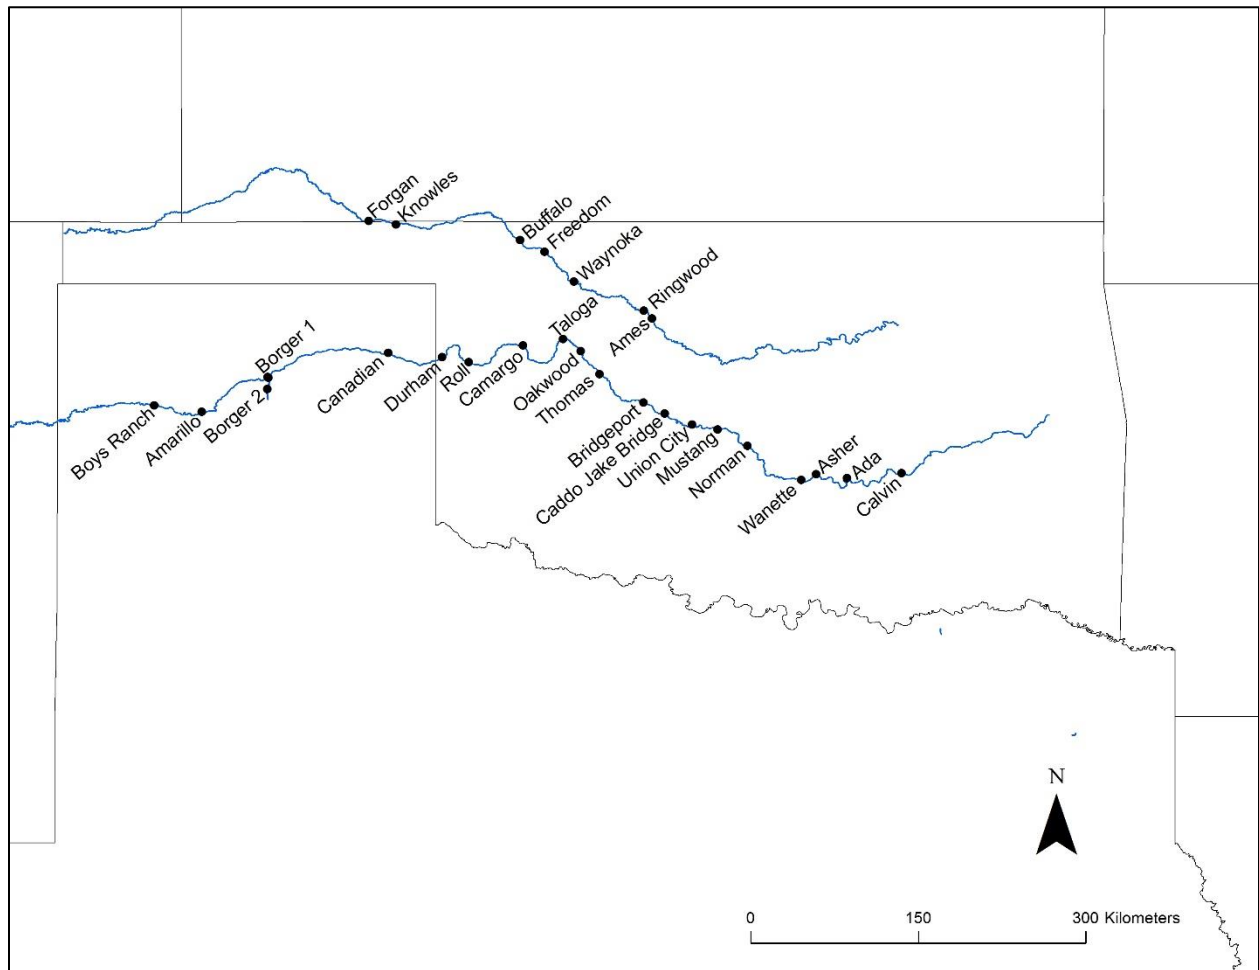 Forgan
Knowles
Buffalo
Freedom
Waynoka
Ringwood
Ames
Taloga
Borger 1
Borger 2
Boys Ranch
Amarillo
Canadian
Durham
Roll
Camargo
Oakwood
Thomas
Bridgeport
Caddo Jake Bridge
Union City
Mustang
Norman
Wanette
Asher
Ada
Calvin
N
0 150 300 Kilometers